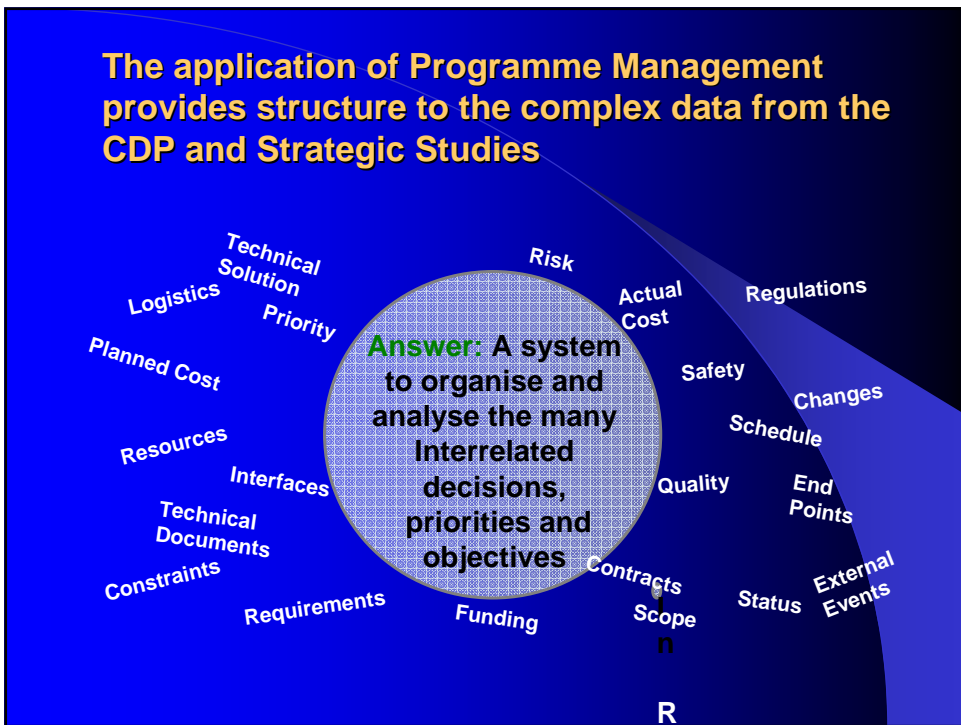 The application of Programme Management
provides structure to the complex data from the
CDP and Strategic Studies
Technical
Solution
Logistics
Priority
Planned Cost
Resources
Interfaces
Technical
Documents
Constraints
Requirements
Risk
Answer: A system
to organise and
analyse the many
Interrelated
decisions,
priorities and
objectives
Funding
Actual
Cost
Regulations
Safety
Changes
Schedule
Quality
End
Points
Contracts
Scope
Status
External
Events
n
R